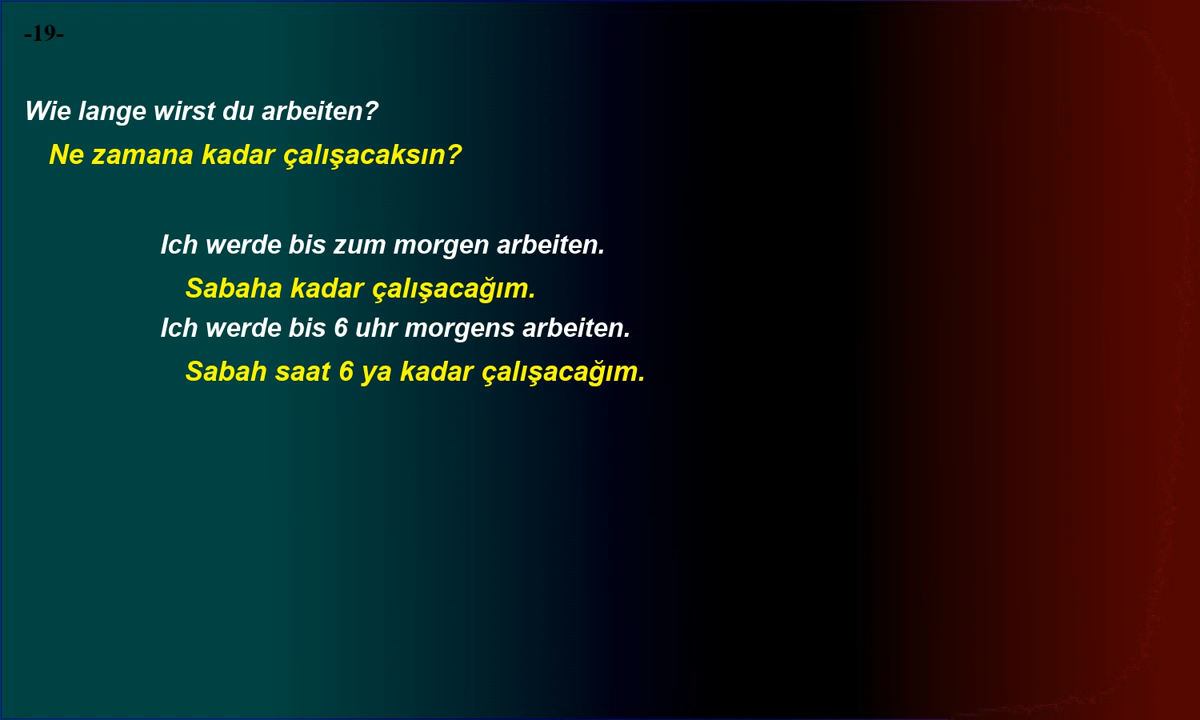 -19-
Wie lange wirst du arbeiten?
Ne zamana kadar çalışacaksın?
Ich werde bis zum morgen arbeiten.
Sabaha kadar çalışacağım.
Ich werde bis 6 uhr morgens arbeiten.
Sabah saat 6 ya kadar çalışacağım.